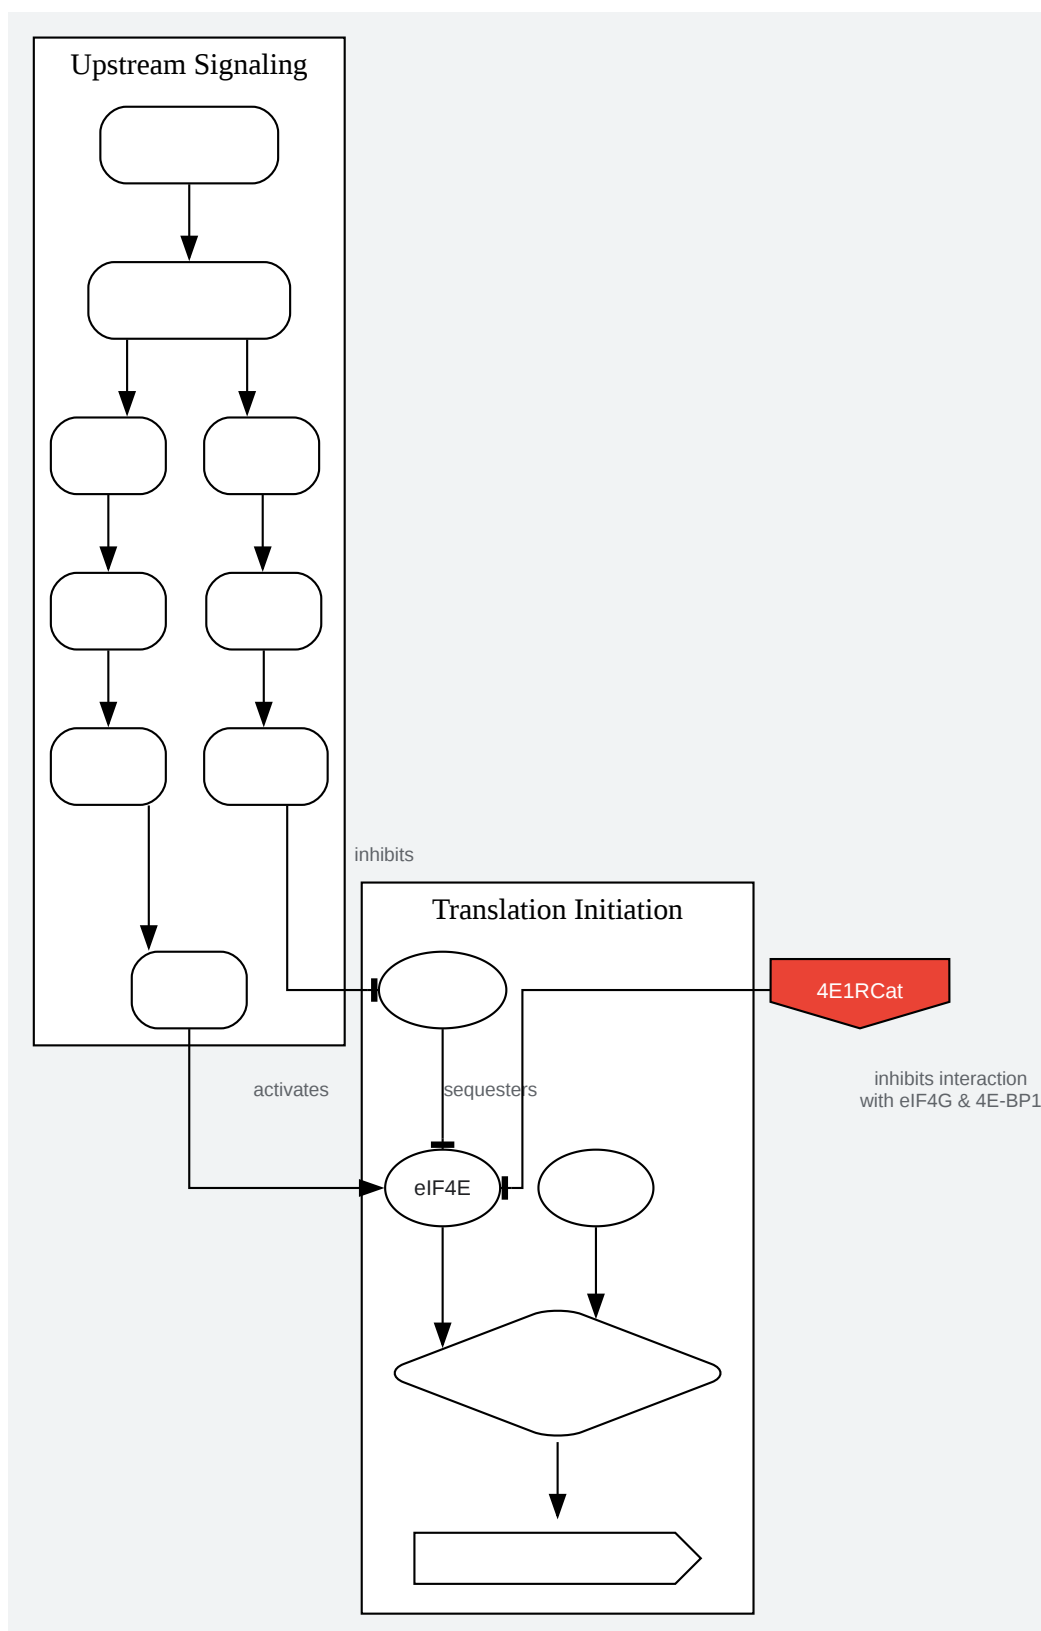 Upstream Signaling
inhibits
Translation Initiation
4E1RCat
inhibits interaction
with eIF4G & 4E-BP1
activates
sequesters
eIF4E